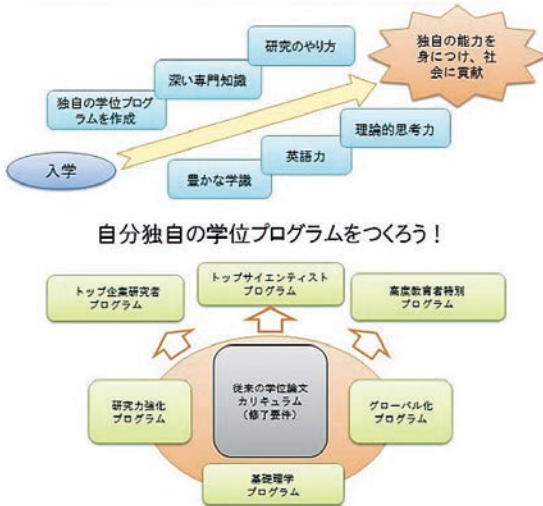 研究のやり方
独自の能力を
身につけ、社
会に貢献
深い専門知識
独自の学位プログ
ラムを作成
理論的思考力
英語力
入学
豊かな学識
自分独自の学位プログラムをつくろう！
トップ企業研究者
プログラム
トップサイエンティスト
プログラム
高度教育者特別
プログラム
従来の学位論文
カリキュラム
（修了要件）
研究力強化
プログラム
グローバル化
プログラム
基礎理学
プログラム